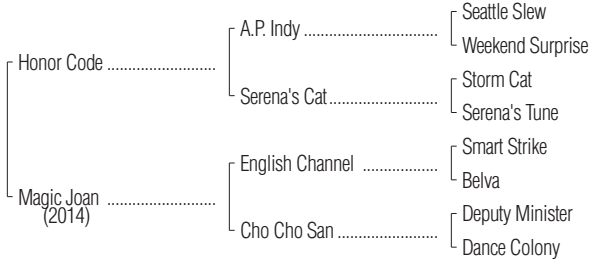 Seattle Slew
A.P. Indy ................................
Weekend Surprise
Honor Code ..........................
Storm Cat
Serena's Cat..........................
Serena's Tune
Smart Strike
English Channel ..................
Belva
Magic Joan ..........................
(2014)
Deputy Minister
Cho Cho San ........................
Dance Colony